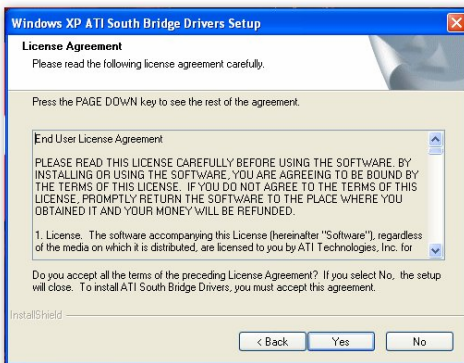 Windows XP ATI South Bridge Drivers Setup
License Agreement
Please read the following license agreement carefully.
Press the PAGE DOWN key to see the rest of the agreement.
End User License Agreement
PLEASE READ THIS LICENSE CAREFULLY BEFORE USING THE SOFTWARE. BY
INSTALLING OR USING THE SOFTWARE, YOU ARE AGREEING TO BE BOUND BY
THE TERMS OF THIS LICENSE. IF YOU DO NOT AGREE TO THE TERMS OF THIS
LICENSE, PROMPTLY RETURN THE SOFTWARE TO THE PLACE WHERE YOU
OBTAINED IT AND YOUR MONEY WILL BE REFUNDED.
1. License. The software accompanying this License (hereinafter "Software"), regardless
of the media on which it is distributed, are licensed to you by ATI Technologies, Inc. for
Do you accept all the terms of the preceding License Agreement? If you select No, the setup
will close. To install ATI South Bridge Drivers, you must accept this agreement.
InstallShield
< Back Yes No